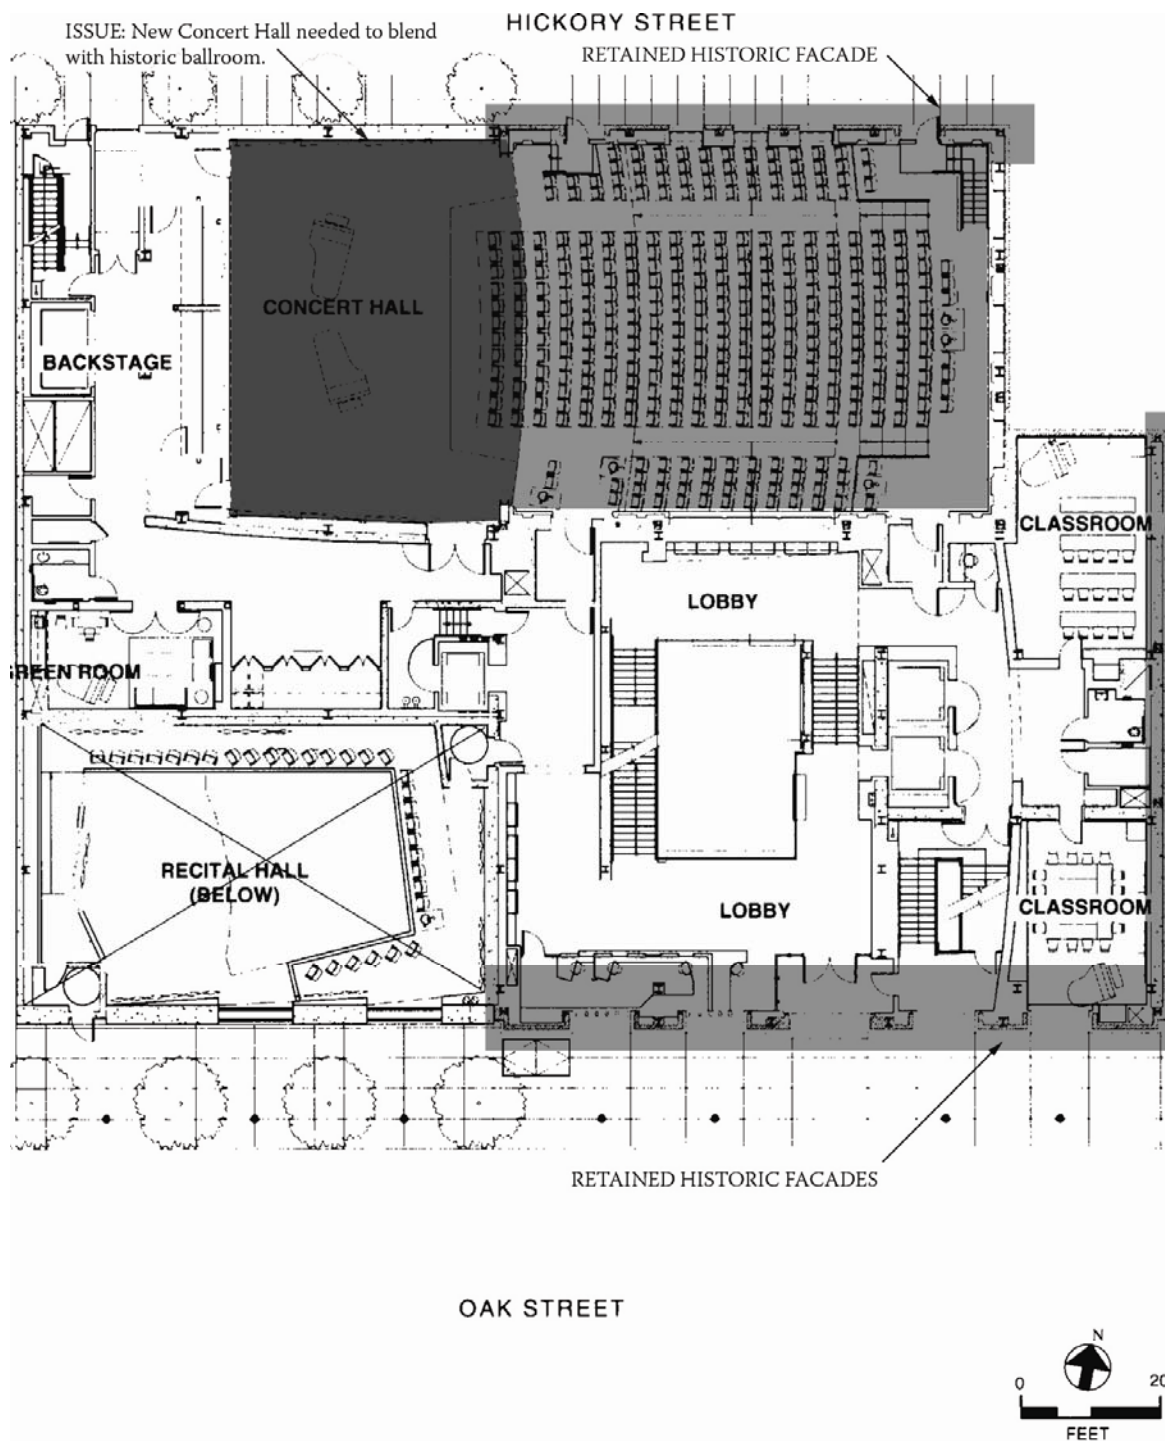 HICKORY STREET
ISSUE: New Concert Hall needed to blend
with historic ballroom.
RETAINED HISTORIC FACADE
CONCERT HALL
BACKSTAGE
CLASSROOM
LOBBY
REEN ROOM
RECITAL HALL
(BELOW)
LOBBY
CLASSROOM
RETAINED HISTORIC FACADES
OAK STREET
N
0 20
FEET